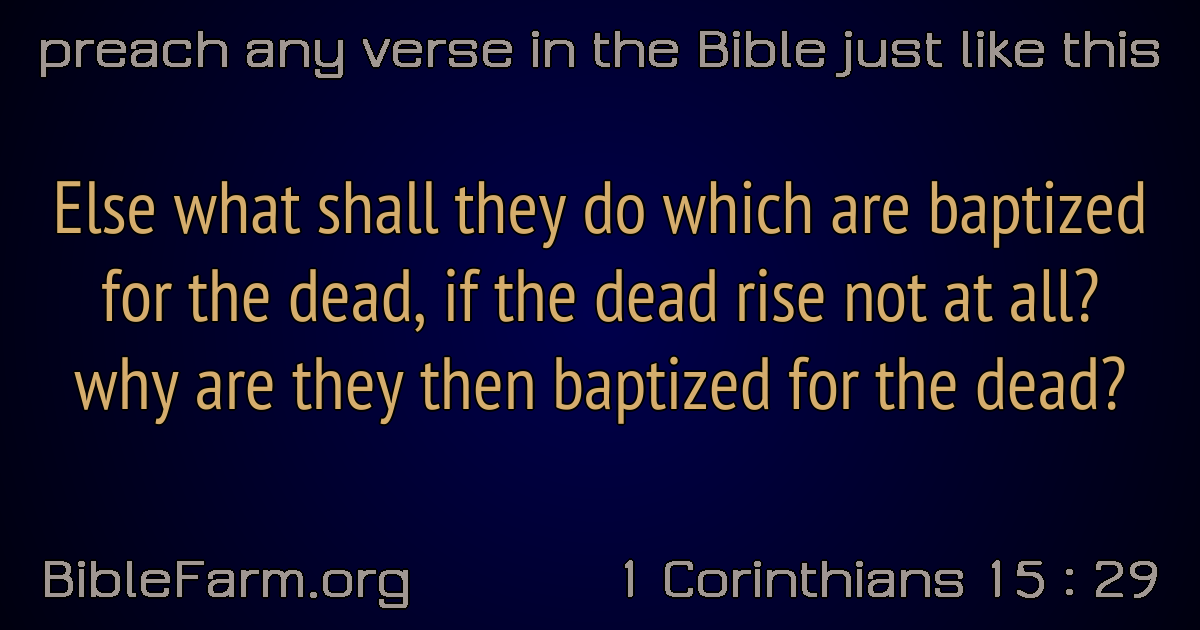 preach any verse in the Bible just like this
Else what shall they do which are baptized
for the dead, if the dead rise not at all?
why are they then baptized for the dead?
BibleFarm.org
1 Corinthians 15 : 29